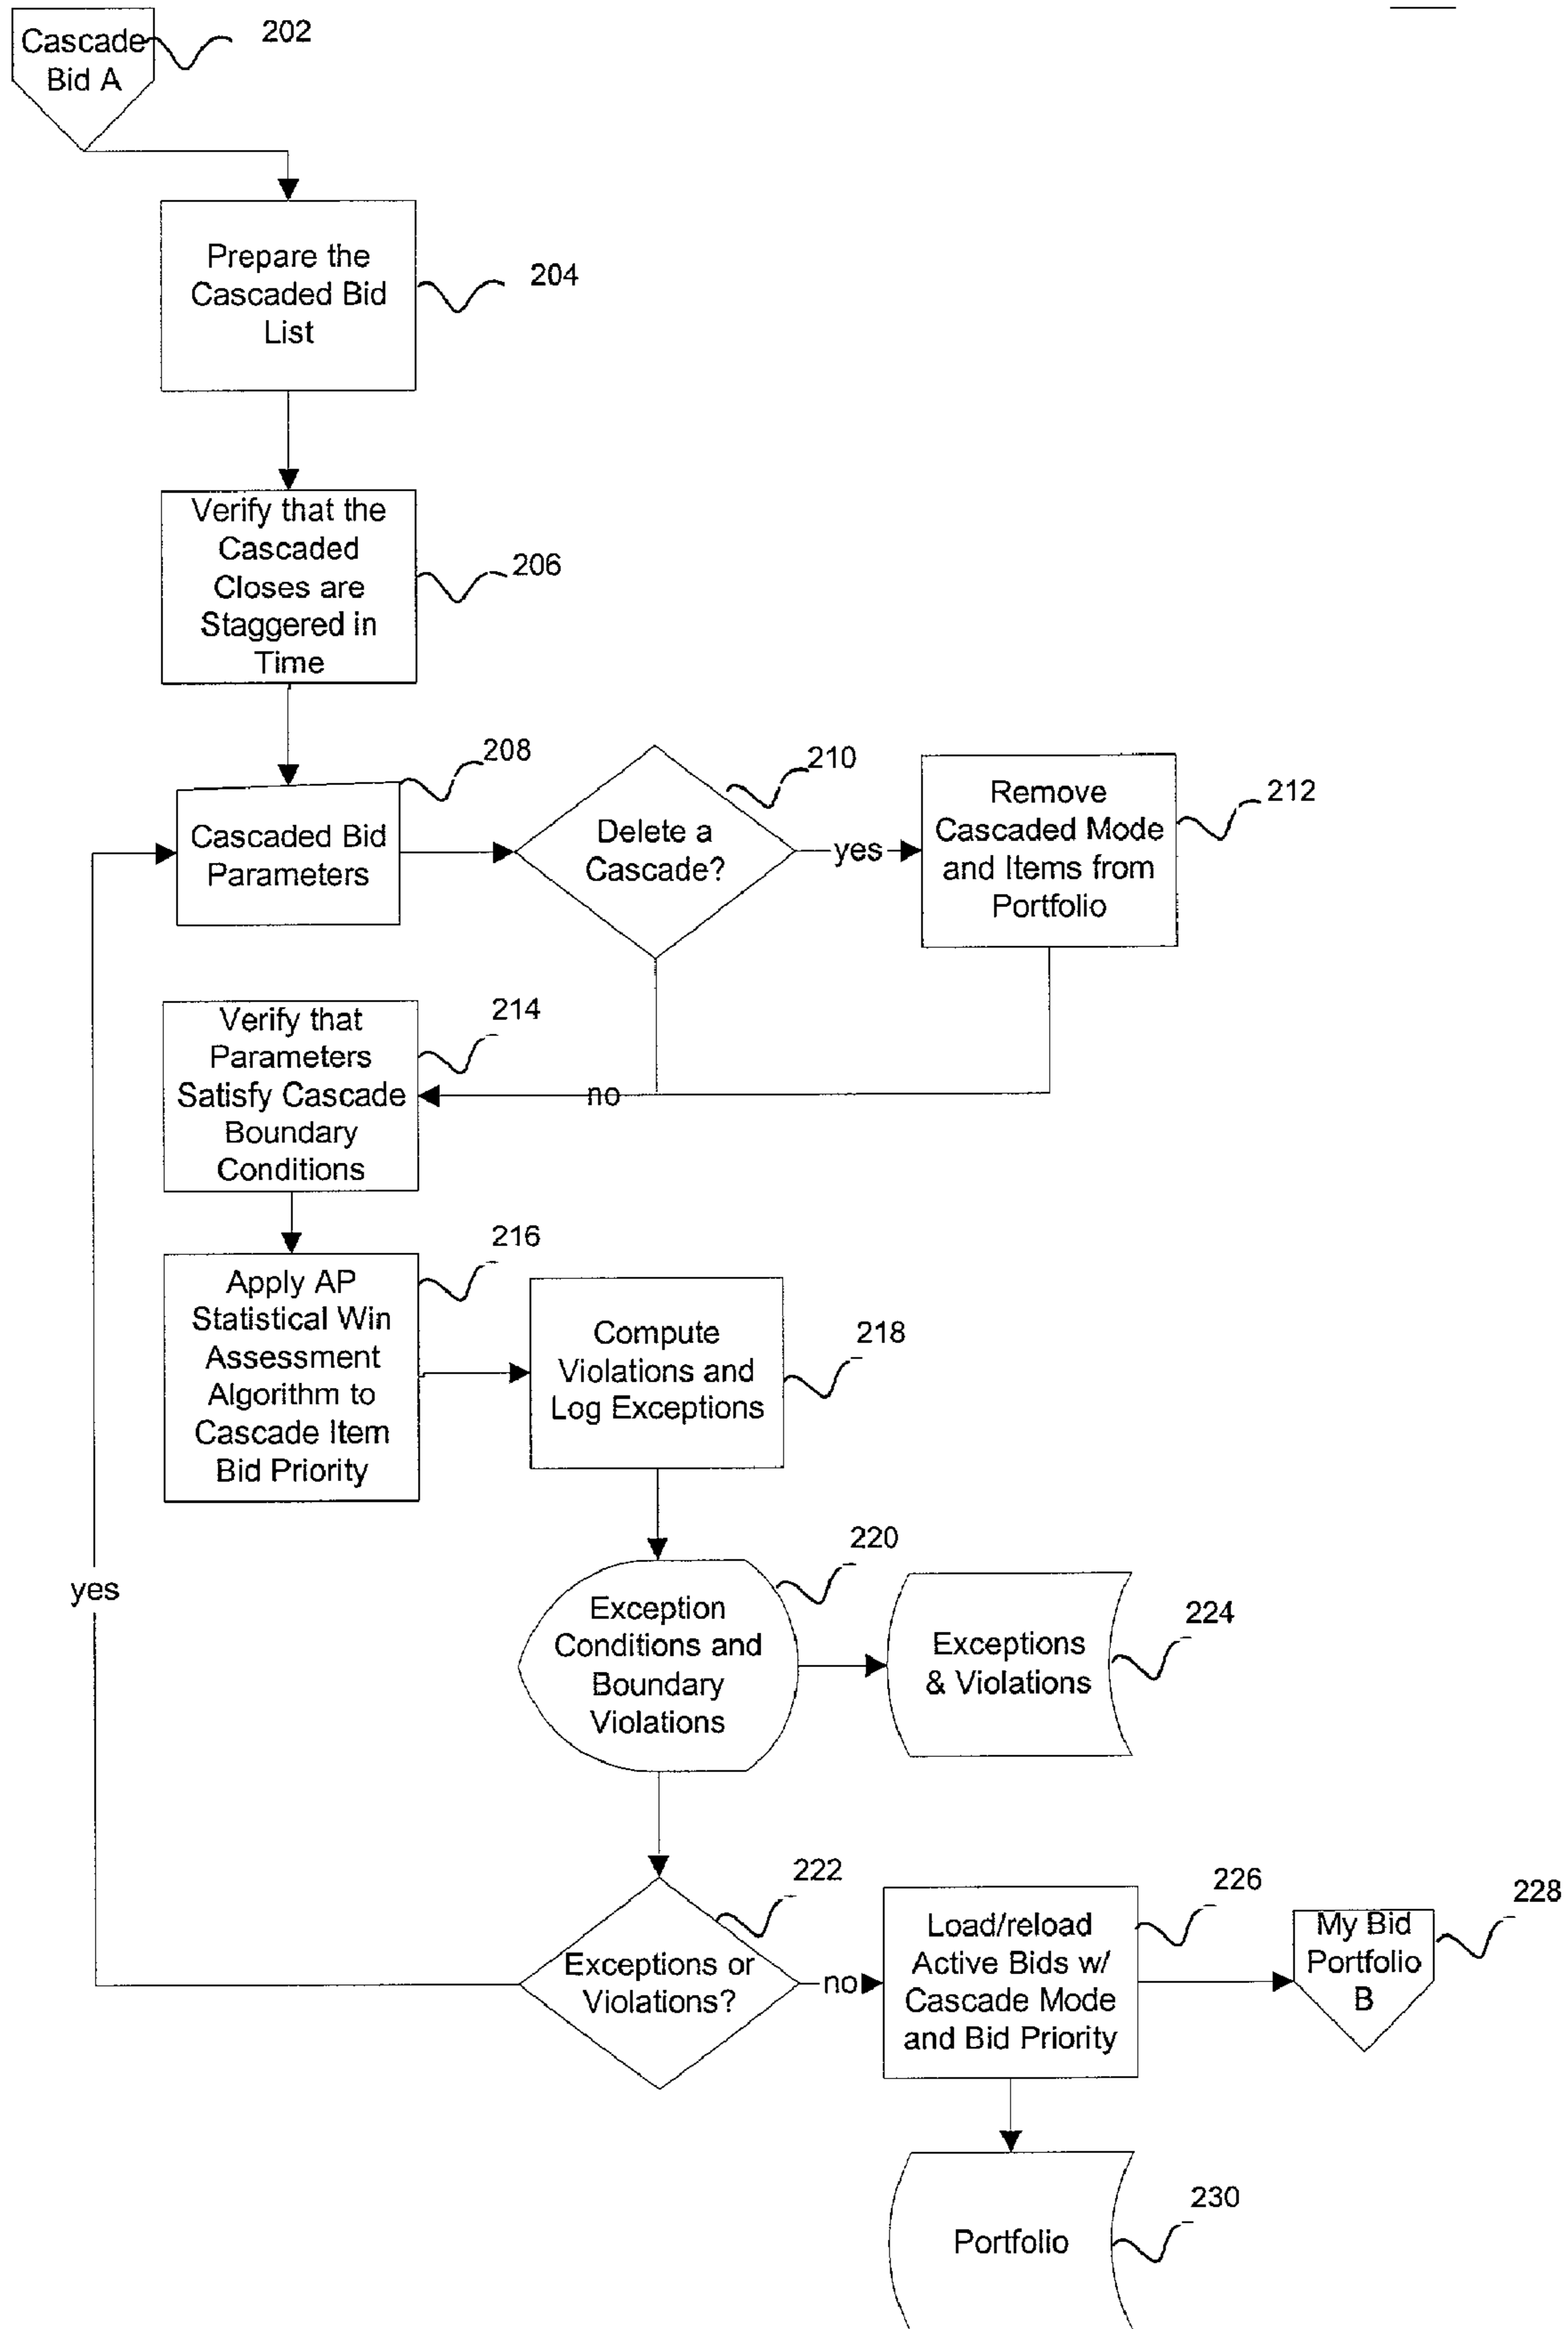 Cascade
Bid A
202
Prepare the
Cascaded Bid
List
204
Verify that the
Cascaded
Closes are
Staggered in
Time
206
Cascaded Bid
Parameters
208
Delete a
Cascade?
210
yes
Remove
Cascaded Mode
and Items from
Portfolio
212
no
Verify that
Parameters
Satisfy Cascade
Boundary
Conditions
214
Apply AP
Statistical Win
Assessment
Algorithm to
Cascade Item
Bid Priority
216
Compute
Violations and
Log Exceptions
218
Exception
Conditions and
Boundary
Violations
220
Exceptions
& Violations
224
yes
Exceptions or
Violations?
222
no
Load/reload
Active Bids w/
Cascade Mode
and Bid Priority
226
My Bid
Portfolio
B
228
Portfolio
230